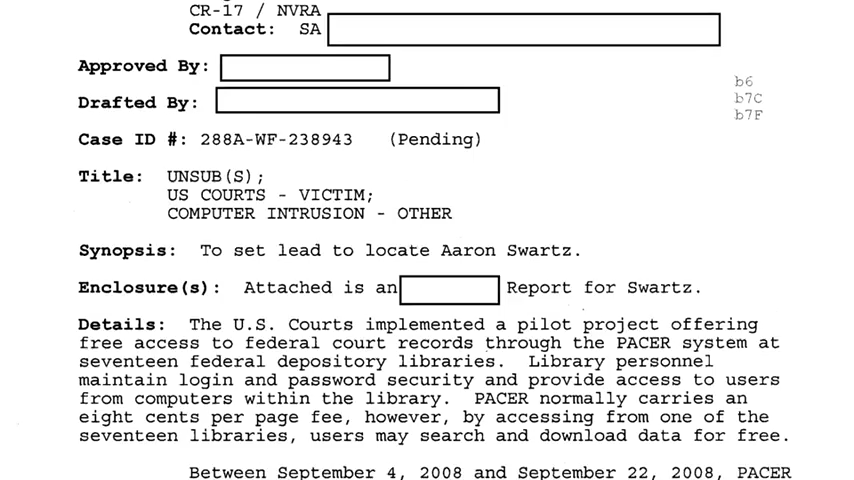 CR-17 / NVRA
Contact: SA
Approved By:
b6
Drafted By:
b7C
b7F
Case ID #: 288A-WF-238943 (Pending)
Title: UNSUB(S);
US COURTS - VICTIM;
COMPUTER INTRUSION - OTHER
Synopsis: To set lead to locate Aaron Swartz.
Enclosure(s): Attached is an Report for Swartz.
Details: The U.S. Courts implemented a pilot project offering
free access to federal court records through the PACER system at
seventeen federal depository libraries. Library personnel
maintain login and password security and provide access to users
from computers within the library. PACER normally carries an
eight cents per page fee, however, by accessing from one of the
seventeen libraries, users may search and download data for free.
Between September 4, 2008 and September 22, 2008, PACER